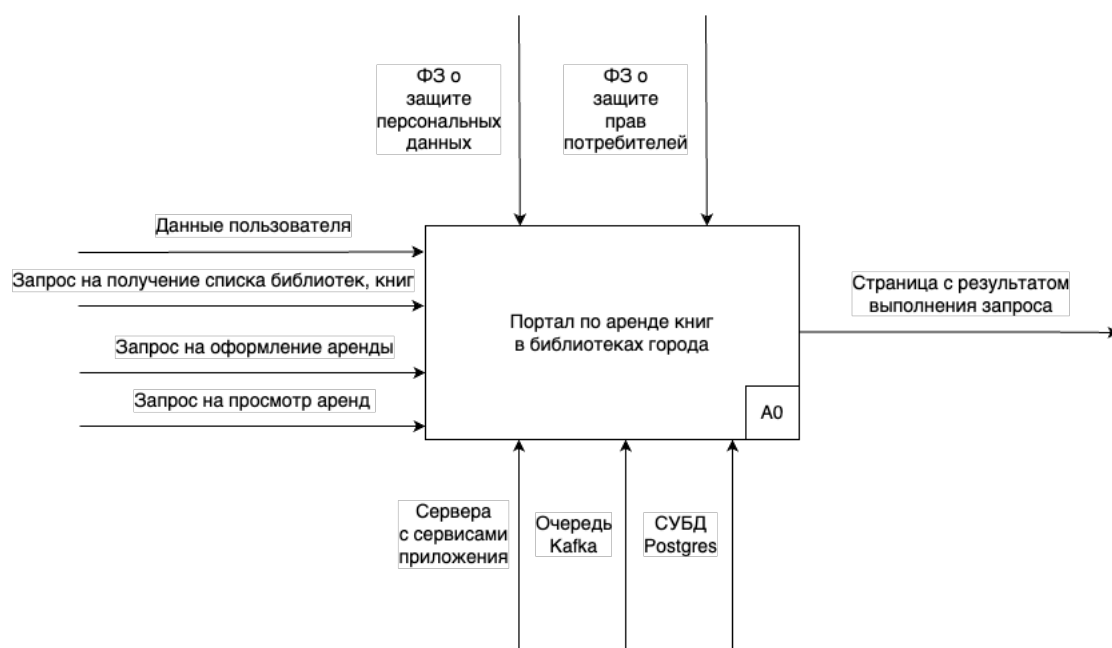 ФЗ о
защите
персональных
данных
ФЗ о
защите
прав
потребителей
Данные пользователя
Запрос на получение списка библиотек, книг
Запрос на оформление аренды
Запрос на просмотр аренд
Портал по аренде книг
в библиотеках города
A0
Страница с результатом
выполнения запроса
Сервера
с сервисами
приложения
Очередь
Kafka
СУБД
Postgres